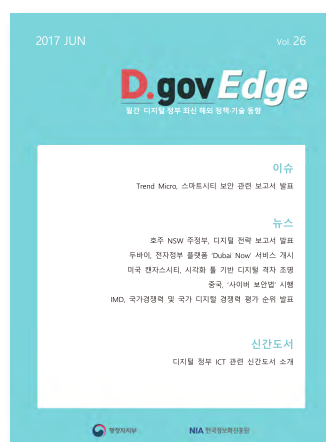 2017 JUN
Vol. 26
D.gov Edge
월간 디지털 정부 최신 해외 정책·기술 동향
이슈
Trend Micro, 스마트시티 보안 관련 보고서 발표
뉴스
호주 NSW 주정부, 디지털 전략 보고서 발표
두바이, 전자정부 플랫폼 'Dubai Now' 서비스 개시
미국 캔자스시티, 시각화 툴 기반 디지털 격차 조명
중국, '사이버 보안법' 시행
IMD, 국가경쟁력 및 국가 디지털 경쟁력 평가 순위 발표
신간도서
디지털 정부 ICT 관련 신간도서 소개
행정자치부
NIA 한국정보화진흥원